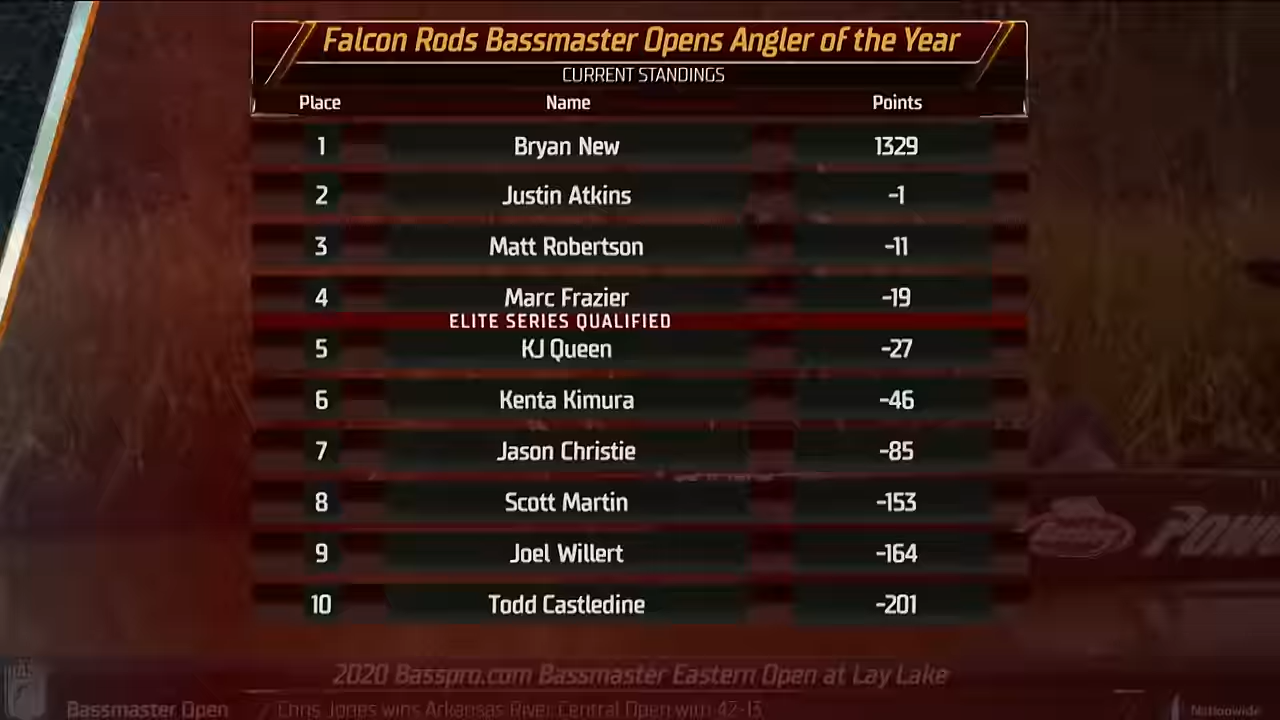 Falcon Rods Bassmaster Opens Angler of the Year
CURRENT STANDINGS
Place Name Points
1 Bryan New 1329
2 Justin Atkins -1
3 Matt Robertson -11
4 Marc Frazier -19
ELITE SERIES QUALIFIED
5 KJ Queen -27
6 Kenta Kimura -46
7 Jason Christie -85
8 Scott Martin -153
9 Joel Willert -164
10 Todd Castledine -201
2020 Basspro.com Bassmaster Eastern Open at Lay Lake
Bassmaster Open / Chris Jones wins Arkansas River Central Open with 42-13 Nationwide